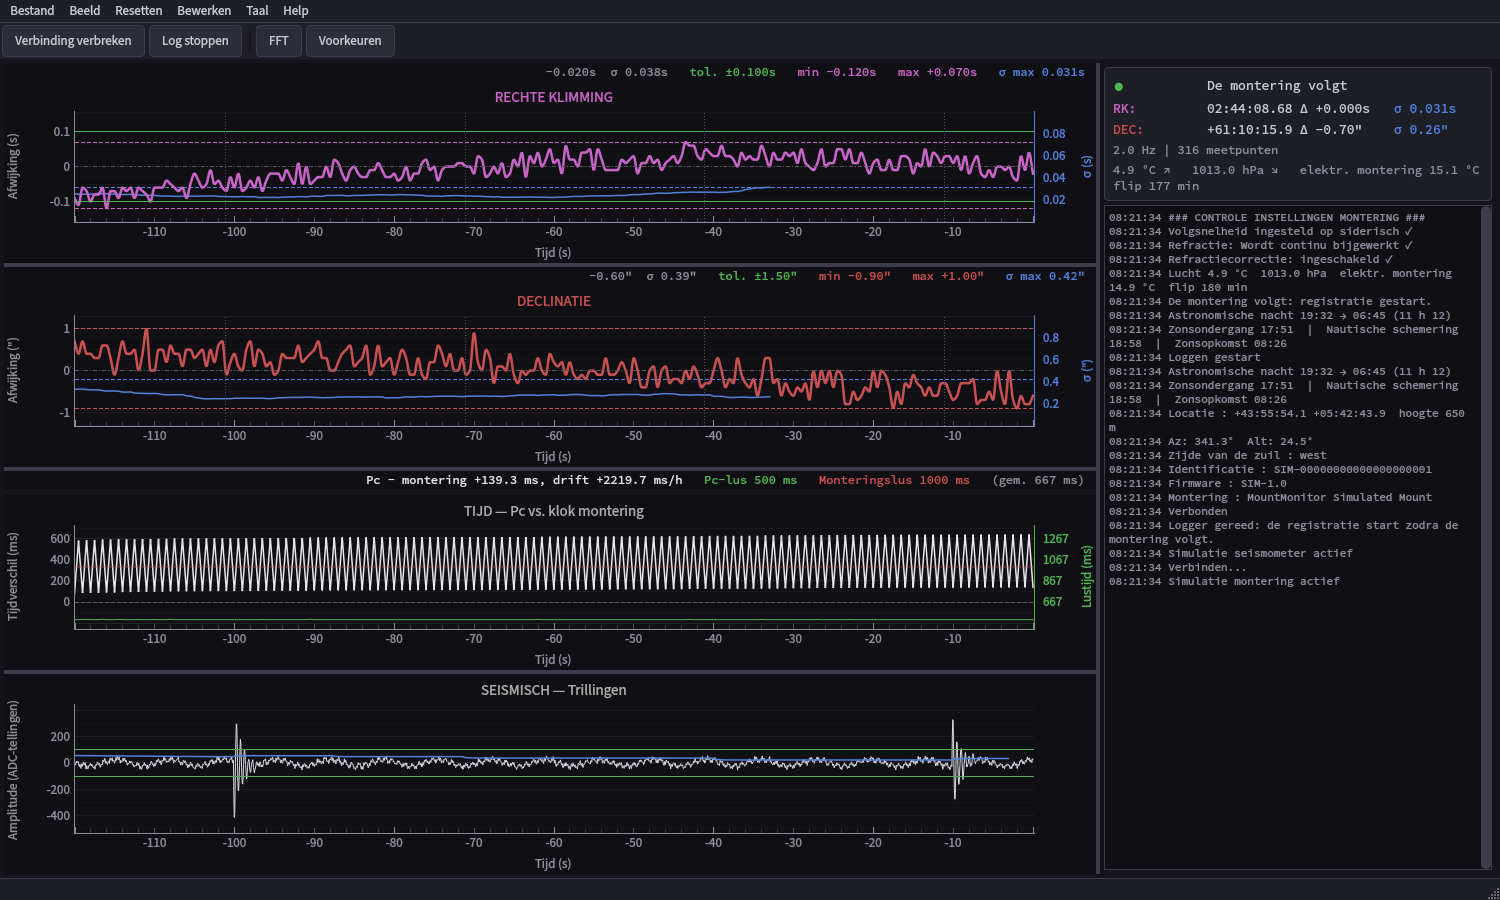 Bestand Beeld Resetten Bewerken Taal Help
Verbinding verbreken Log stoppen FFT Voorkeuren
−0.020s σ 0.038s tol. ±0.100s min −0.120s max +0.070s σ max 0.031s
RECHTE KLIMMING
Afwijking (s)
0.1
0
-0.1
0.08
0.06
0.04
0.02
σ (s)
-110 -100 -90 -80 -70 -60 -50 -40 -30 -20 -10
Tijd (s)
−0.60" σ 0.39" tol. ±1.50" min −0.90" max +1.00" σ max 0.42"
DECLINATIE
Afwijking (")
1
0
-1
0.8
0.6
0.4
0.2
σ (")
-110 -100 -90 -80 -70 -60 -50 -40 -30 -20 -10
Tijd (s)
Pc − montering +139.3 ms, drift +2219.7 ms/h Pc-lus 500 ms Monteringslus 1000 ms (gem. 667 ms)
TIJD — Pc vs. klok montering
Tijdverschil (ms)
600
400
200
0
1267
1067
867
667
Lustijd (ms)
-110 -100 -90 -80 -70 -60 -50 -40 -30 -20 -10
Tijd (s)
SEISMISCH — Trillingen
Amplitude (ADC-tellingen)
200
0
-200
-400
-110 -100 -90 -80 -70 -60 -50 -40 -30 -20 -10
Tijd (s)
De montering volgt
RK: 02:44:08.68 Δ +0.000s σ 0.031s
DEC: +61:10:15.9 Δ −0.70" σ 0.26"
2.0 Hz | 316 meetpunten
4.9 °C ↗ 1013.0 hPa ↘ elektr. montering 15.1 °C
flip 177 min
08:21:34 ### CONTROLE INSTELLINGEN MONTERING ###
08:21:34 Volgsnelheid ingesteld op siderisch ✓
08:21:34 Refractie: Wordt continu bijgewerkt ✓
08:21:34 Refractiecorrectie: ingeschakeld ✓
08:21:34 Lucht 4.9 °C 1013.0 hPa elektr. montering
14.9 °C flip 180 min
08:21:34 De montering volgt: registratie gestart.
08:21:34 Astronomische nacht 19:32 → 06:45 (11 h 12)
08:21:34 Zonsondergang 17:51 | Nautische schemering
18:58 | Zonsopkomst 08:26
08:21:34 Loggen gestart
08:21:34 Astronomische nacht 19:32 → 06:45 (11 h 12)
08:21:34 Zonsondergang 17:51 | Nautische schemering
18:58 | Zonsopkomst 08:26
08:21:34 Locatie : +43:55:54.1 +05:42:43.9 hoogte 650
m
08:21:34 Az: 341.3° Alt: 24.5°
08:21:34 Zijde van de zuil : west
08:21:34 Identificatie : SIM-00000000000000000001
08:21:34 Firmware : SIM-1.0
08:21:34 Montering : MountMonitor Simulated Mount
08:21:34 Verbonden
08:21:34 Logger gereed: de registratie start zodra de
montering volgt.
08:21:34 Simulatie seismometer actief
08:21:34 Verbinden...
08:21:34 Simulatie montering actief